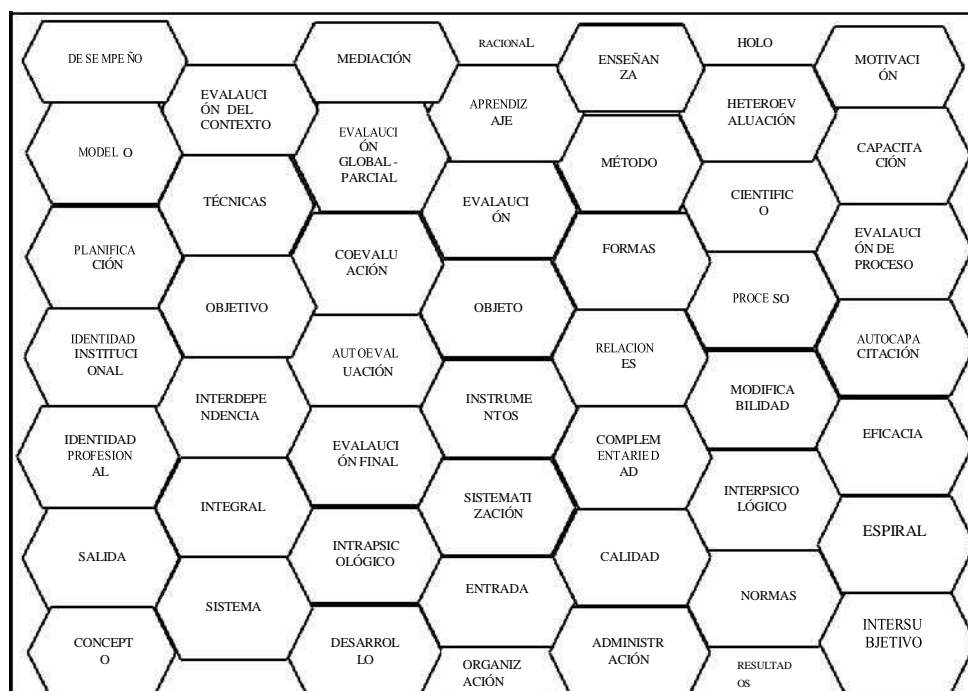 DE SE MPE ÑO
MODEL O
PLANIFICA
CIÓN
IDENTIDAD
INSTITUCI
ONAL
IDENTIDAD
PROFESION
AL
SALIDA
CONCEPT
O
EVALAUCI
ÓN DEL
CONTEXTO
TÉCNICAS
OBJETIVO
INTERDEPE
NDENCIA
INTEGRAL
SISTEMA
MEDIACIÓN
EVALAUCI
ÓN
GLOBAL -
PARCIAL
COEVALU
ACIÓN
AUT OEVAL
UACIÓN
EVALAUCI
ÓN FINAL
INTRAPSIC
OLÓGICO
DESARROL
LO
RACIONAL
APRENDIZ
AJE
EVALAUCI
ÓN
OBJETO
INSTRUME
NTOS
SISTEMATI
ZACIÓN
ENTRADA
ORGANIZ
ACIÓN
ENSEÑAN
ZA
MÉTODO
FORMAS
RELACION
ES
COMPLEM
ENTARIED
AD
CALIDAD
ADMINISTR
ACIÓN
HOLO
HETEROEV
ALUACIÓN
CIENTIFIC
O
PROCE SO
MODIFICA
BILIDAD
INTERPSICO
LÓGICO
NORMAS
RESULTAD
OS
MOTIVACI
ÓN
CAPACITA
CIÓN
EVALAUCI
ÓN DE
PROCESO
AUTOCAPA
CITACIÓN
EFICACIA
ESPIRAL
INTERSU
BJETIVO